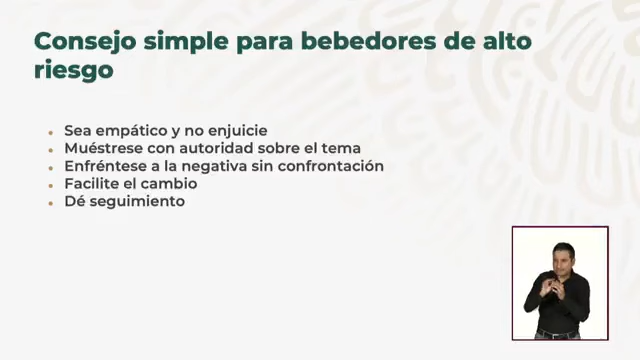 Consejo simple para bebedores de alto
riesgo
Sea empático y no enjuicie
Muéstrese con autoridad sobre el tema
Enfréntese a la negativa sin confrontación
Facilite el cambio
Dé seguimiento